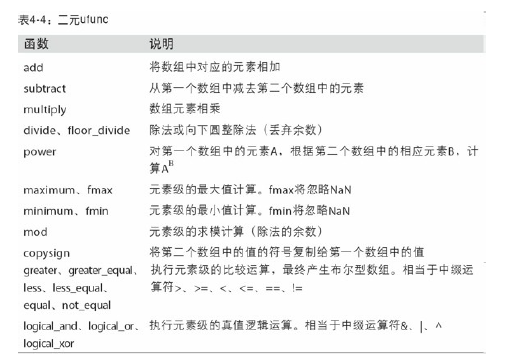 表4-4：二元ufunc
函数 说明
add 将数组中对应的元素相加
subtract 从第一个数组中减去第二个数组中的元素
multiply 数组元素相乘
divide、floor_divide 除法或向下圆整除法（丢弃余数）
power 对第一个数组中的元素A，根据第二个数组中的相应元素B，计
算A^B
maximum、fmax 元素级的最大值计算。fmax将忽略NaN
minimum、fmin 元素级的最小值计算。fmin将忽略NaN
mod 元素级的求模计算（除法的余数）
copysign 将第二个数组中的值的符号复制给第一个数组中的值
greater、greater_equal、 执行元素级的比较运算，最终产生布尔型数组。相当于中缀运
less、less_equal、 算符>、>=、<、<=、==、!=
equal、not_equal
logical_and、logical_or、 执行元素级的真值逻辑运算。相当于中缀运算符&、|、^
logical_xor